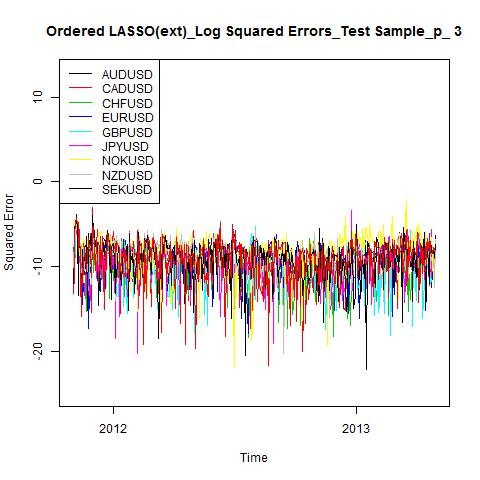 Ordered LASSO(ext)_Log Squared Errors_Test Sample_p_ 3
AUDUSD
CADUSD
CHFUSD
EURUSD
GBPUSD
JPYUSD
NOKUSD
NZDUSD
SEKUSD
Squared Error
10
0
-10
-20
2012
2013
Time